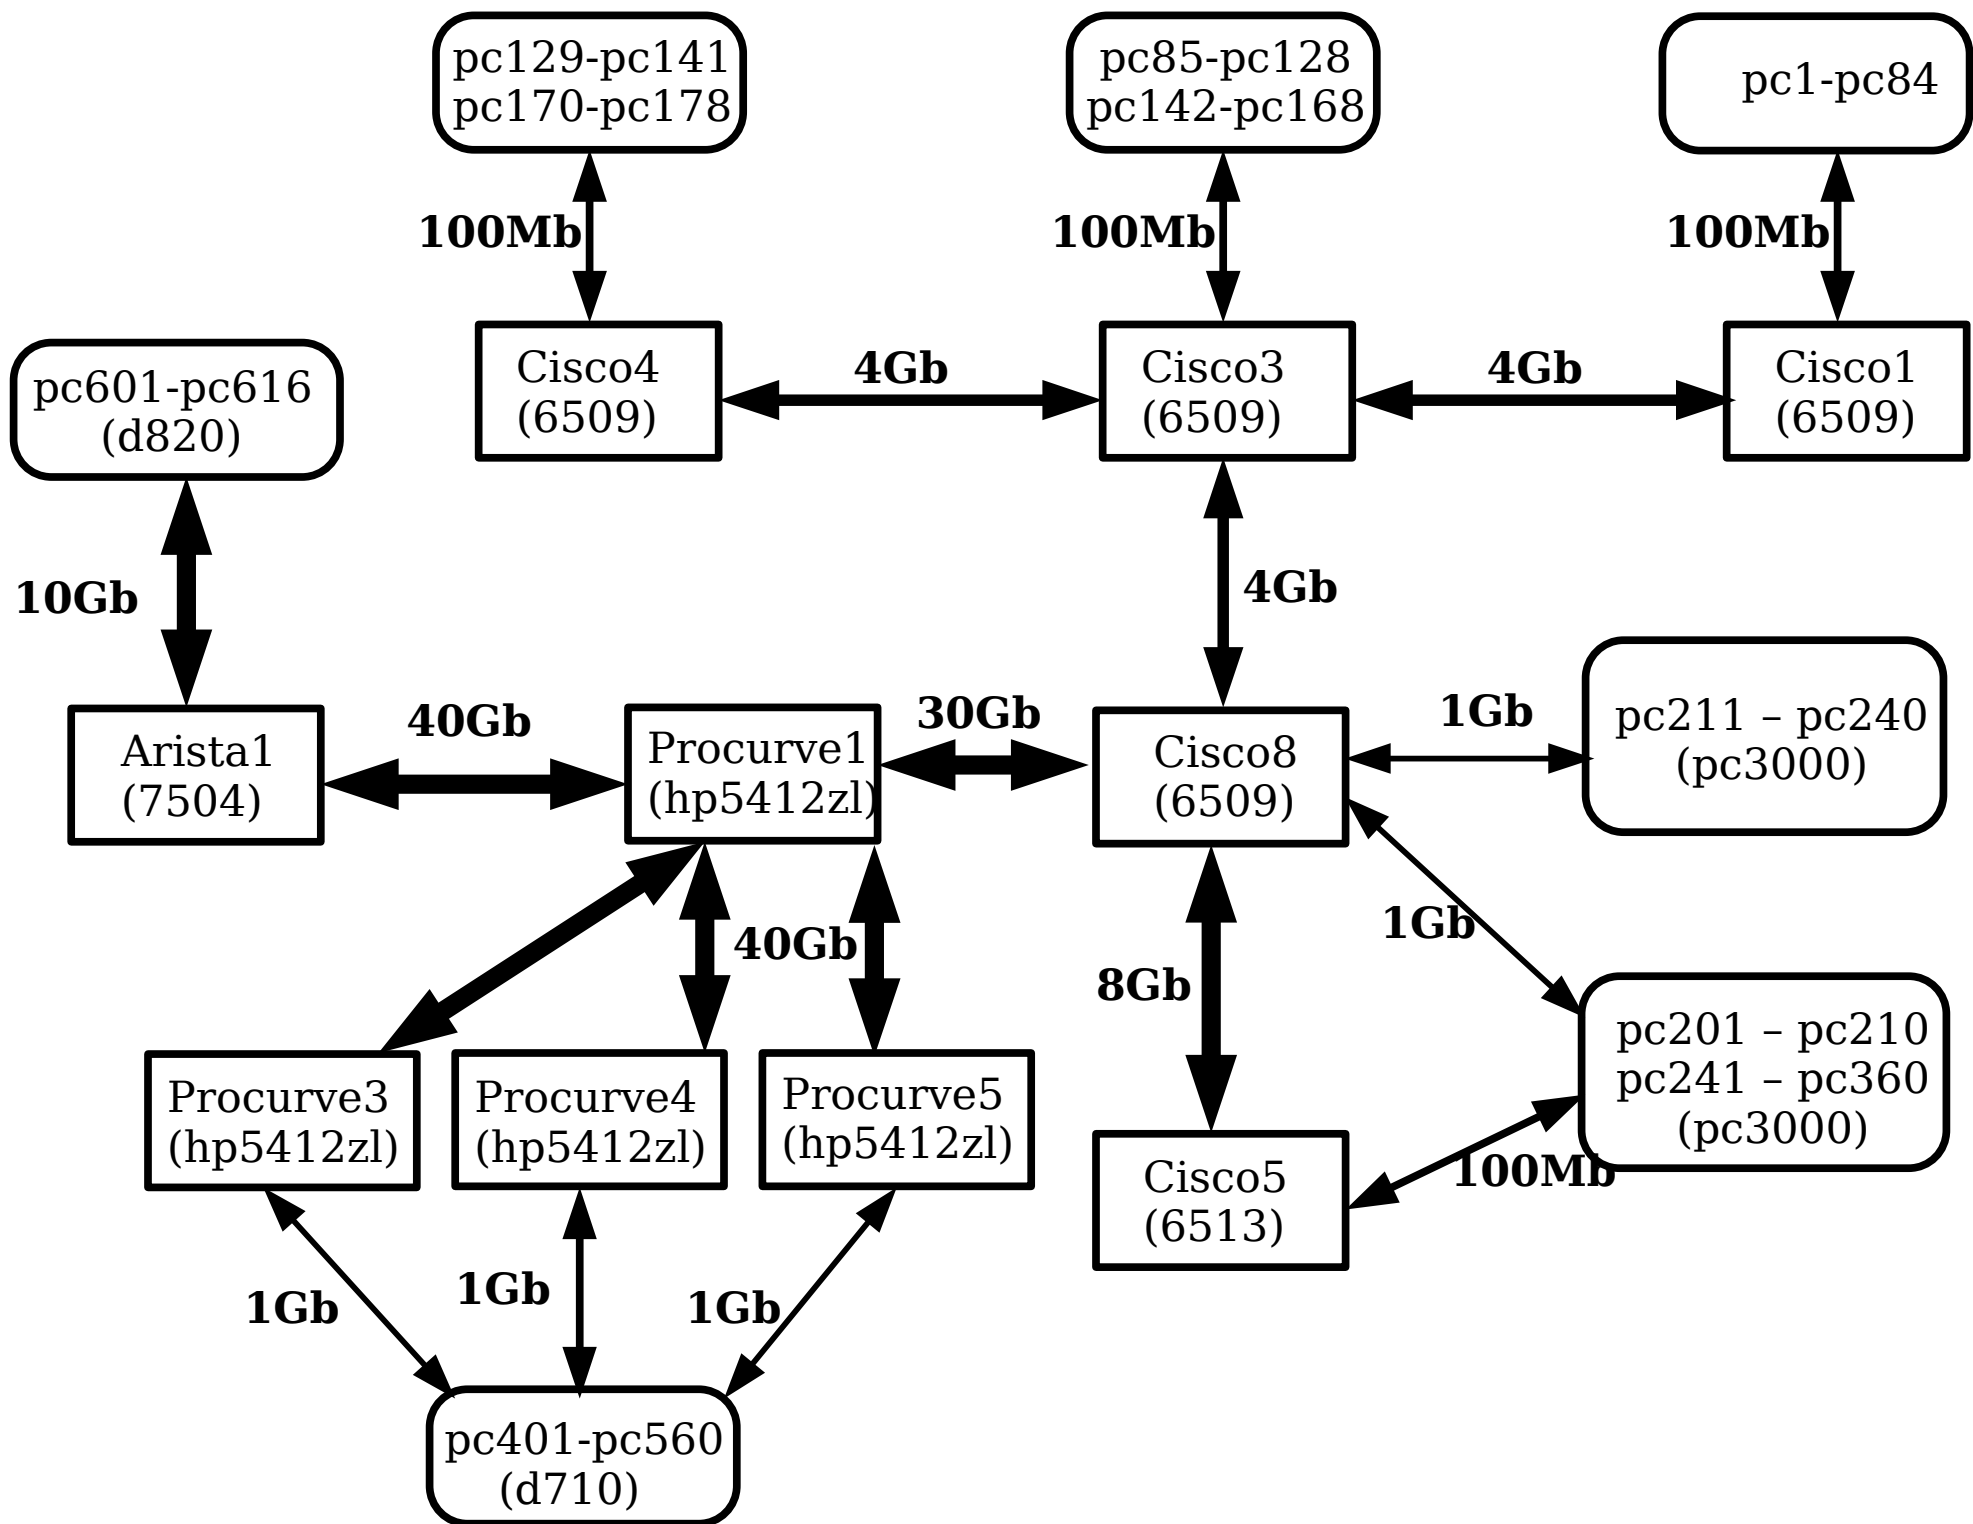 pc129-pc141
pc170-pc178
pc85-pc128
pc142-pc168
pc1-pc84
100Mb
100Mb
100Mb
pc601-pc616
(d820)
Cisco4
(6509)
4Gb
Cisco3
(6509)
4Gb
Cisco1
(6509)
10Gb
4Gb
Arista1
(7504)
40Gb
Procurve1
(hp5412zl)
30Gb
Cisco8
(6509)
1Gb
pc211 – pc240
(pc3000)
40Gb
1Gb
8Gb
pc201 – pc210
pc241 – pc360
(pc3000)
100Mb
Procurve3
(hp5412zl)
Procurve4
(hp5412zl)
Procurve5
(hp5412zl)
Cisco5
(6513)
1Gb
1Gb
1Gb
pc401-pc560
(d710)